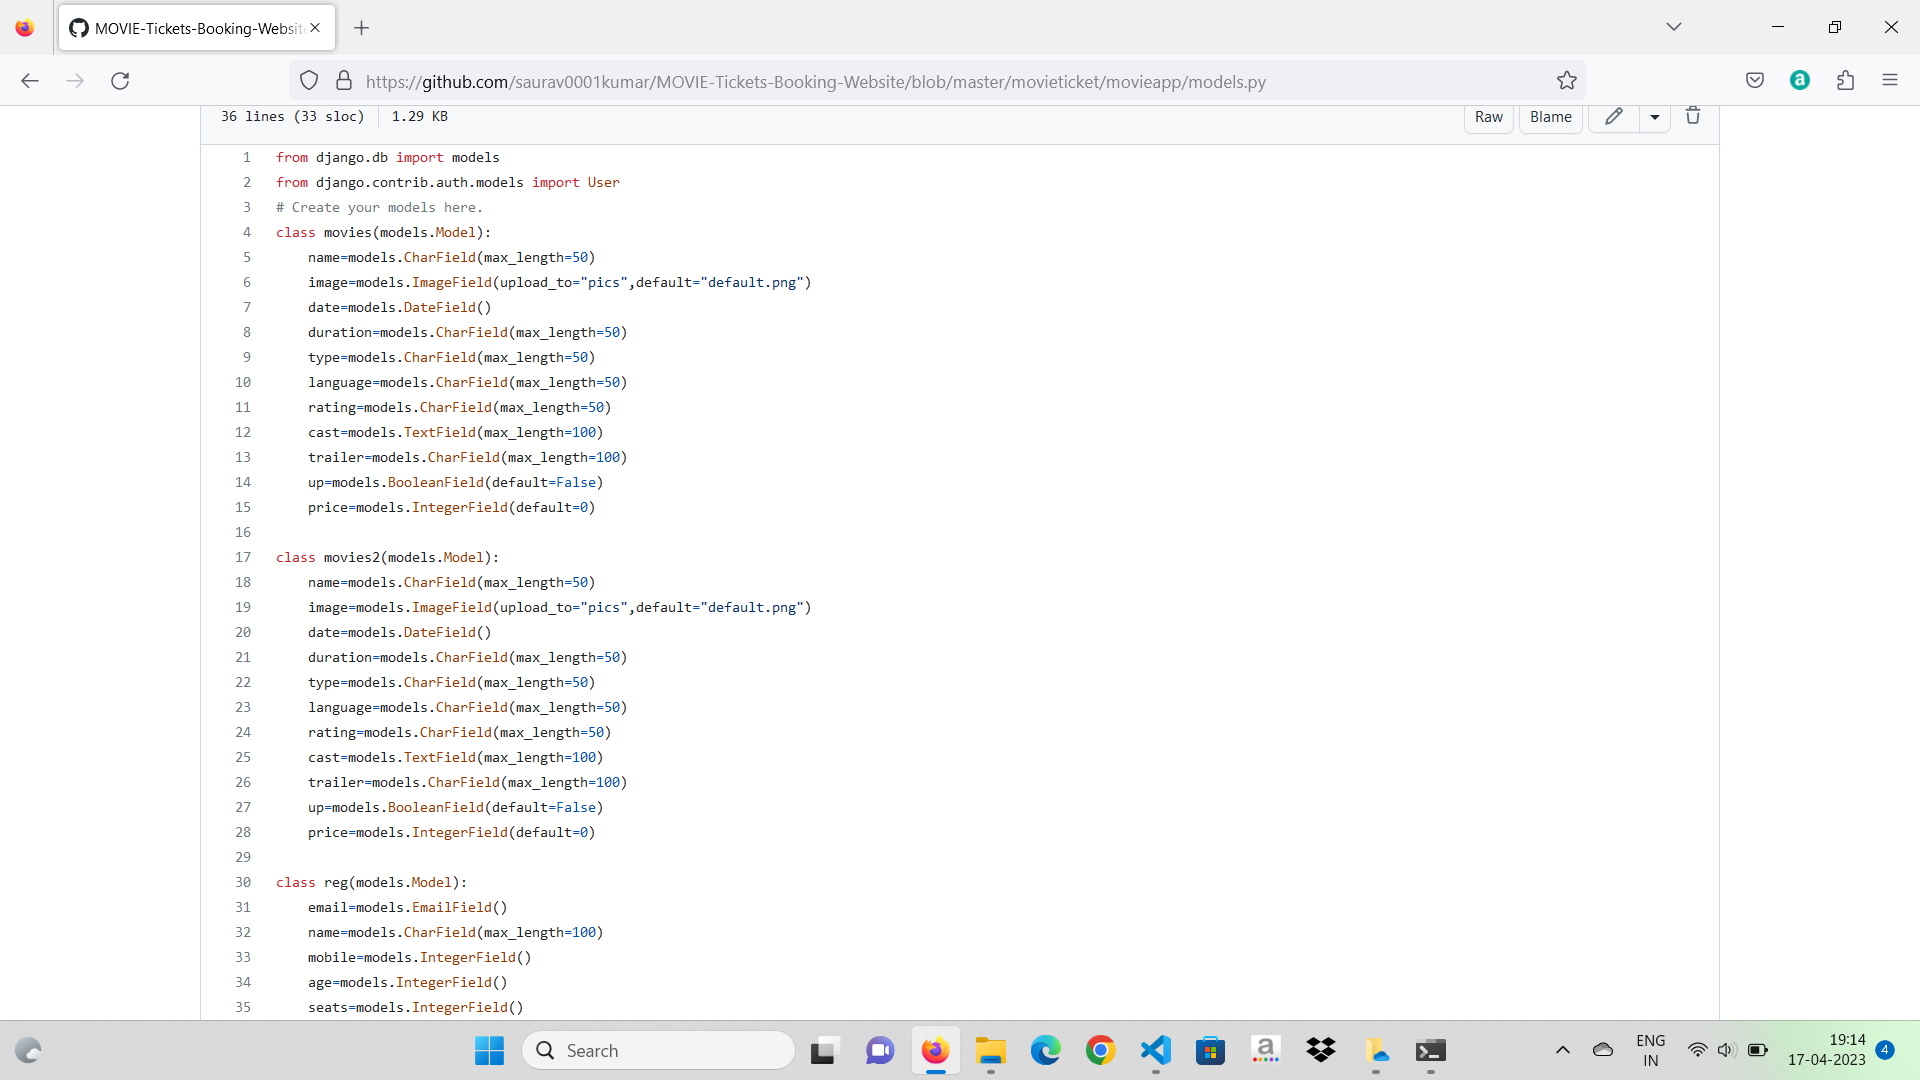 MOVIE-Tickets-Booking-Website
https://github.com/saurav0001kumar/MOVIE-Tickets-Booking-Website/blob/master/movieticket/movieapp/models.py
36 lines (33 sloc) 1.29 KB Raw Blame
1 from django.db import models
2 from django.contrib.auth.models import User
3 # Create your models here.
4 class movies(models.Model):
5 name=models.CharField(max_length=50)
6 image=models.ImageField(upload_to="pics",default="default.png")
7 date=models.DateField()
8 duration=models.CharField(max_length=50)
9 type=models.CharField(max_length=50)
10 language=models.CharField(max_length=50)
11 rating=models.CharField(max_length=50)
12 cast=models.TextField(max_length=100)
13 trailer=models.CharField(max_length=100)
14 up=models.BooleanField(default=False)
15 price=models.IntegerField(default=0)
16
17 class movies2(models.Model):
18 name=models.CharField(max_length=50)
19 image=models.ImageField(upload_to="pics",default="default.png")
20 date=models.DateField()
21 duration=models.CharField(max_length=50)
22 type=models.CharField(max_length=50)
23 language=models.CharField(max_length=50)
24 rating=models.CharField(max_length=50)
25 cast=models.TextField(max_length=100)
26 trailer=models.CharField(max_length=100)
27 up=models.BooleanField(default=False)
28 price=models.IntegerField(default=0)
29
30 class reg(models.Model):
31 email=models.EmailField()
32 name=models.CharField(max_length=100)
33 mobile=models.IntegerField()
34 age=models.IntegerField()
35 seats=models.IntegerField()
Search
ENG
IN
19:14
17-04-2023
4